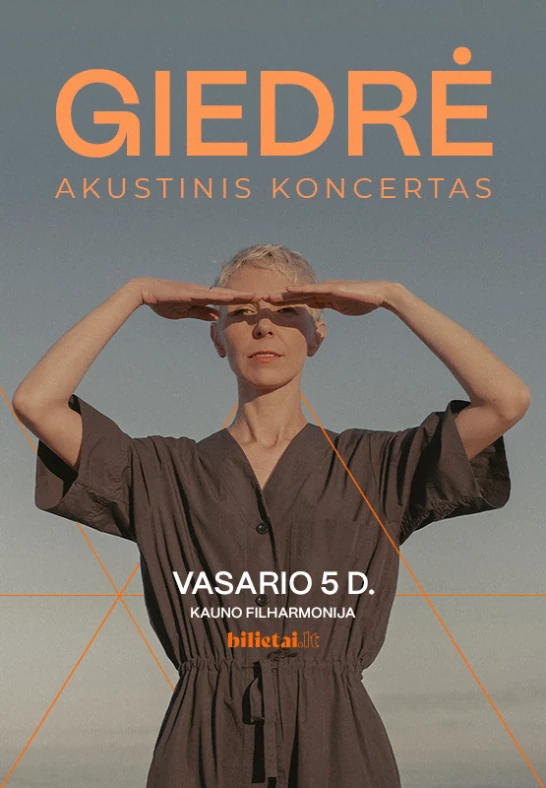 GIEDRĖ
AKUSTINIS KONCERTAS
VASARIO 5 D.
KAUNO FILHARMONIJA
bilietai.lt